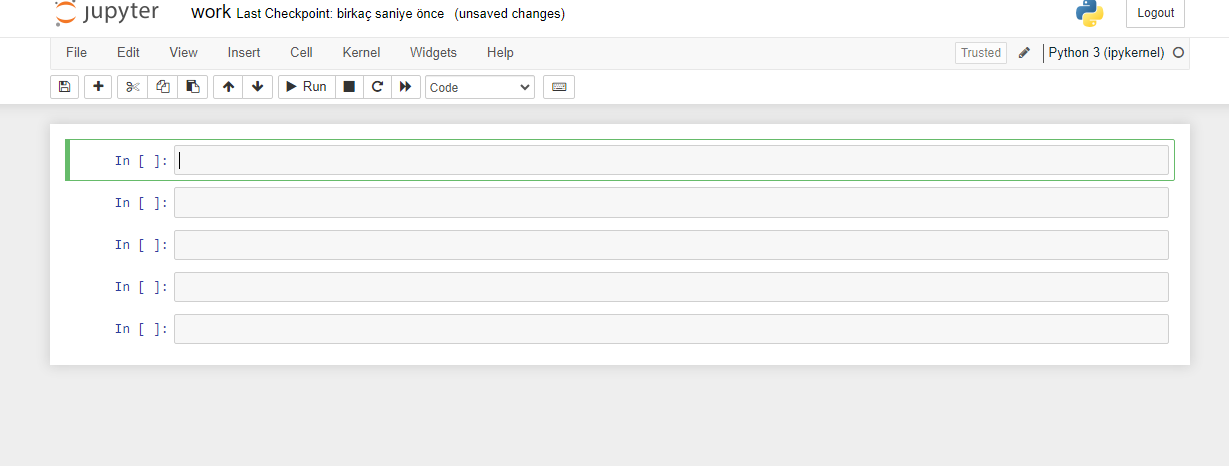 jupyter work Last Checkpoint: birkaç saniye önce (unsaved changes) Logout
File Edit View Insert Cell Kernel Widgets Help Trusted Python 3 (ipykernel)
Run Code
In [ ]:
In [ ]:
In [ ]:
In [ ]:
In [ ]: